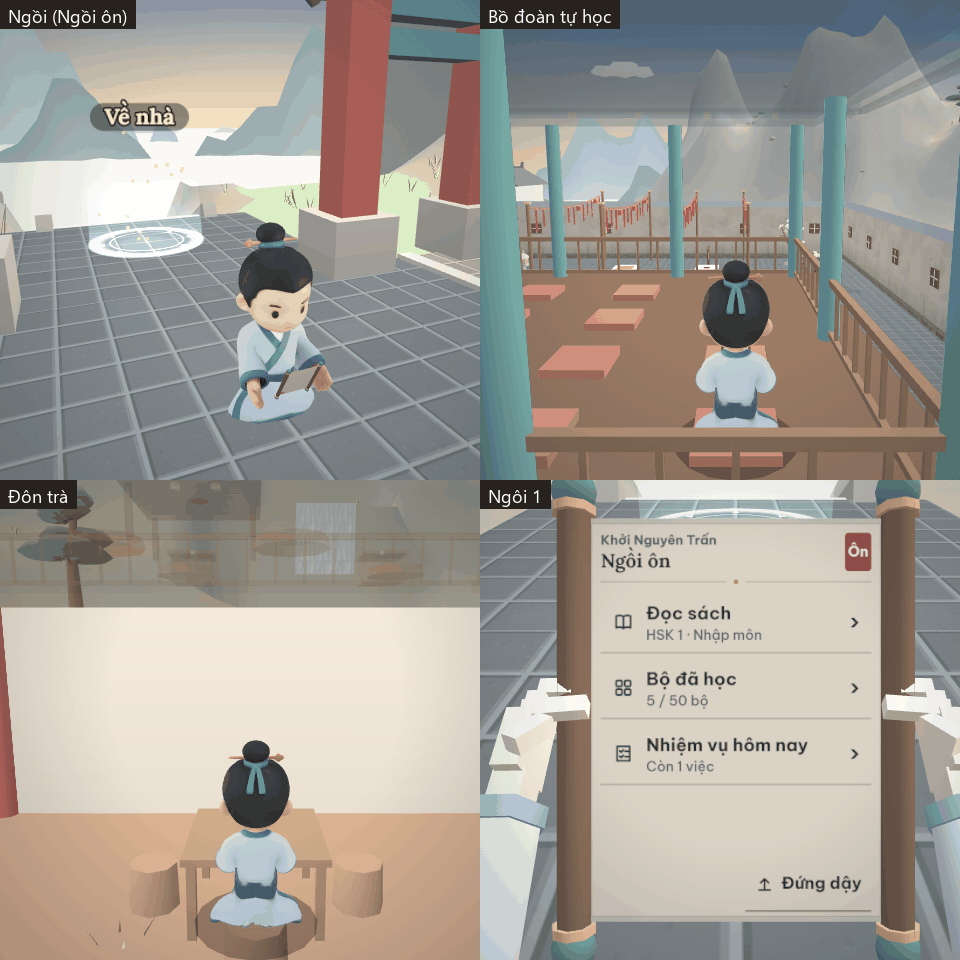 Ngồi (Ngồi ôn)
Về nhà
Bồ đoàn tự học
Đôn trà
Ngôi 1
Khởi Nguyên Trấn
Ngồi ôn
Ôn
Đọc sách
HSK 1 · Nhập môn
Bộ đã học
5 / 50 bộ
Nhiệm vụ hôm nay
Còn 1 việc
Đứng dậy